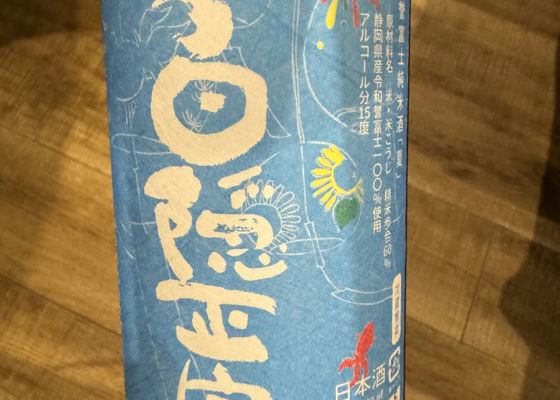 誉富士純米酒「夏」
原材料名 米・米こうじ 精米歩合60%
静岡県産令和誉富士一〇〇%使用
アルコール分15度
日本酒
白隠正宗